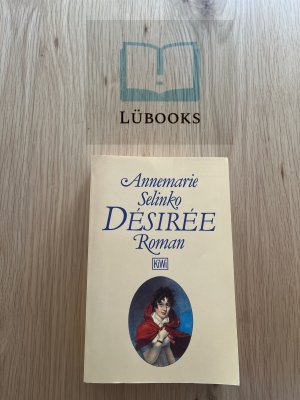 LÜBOOKS
Annemarie
Selinko
DÉSIRÉE
Roman
KiWi